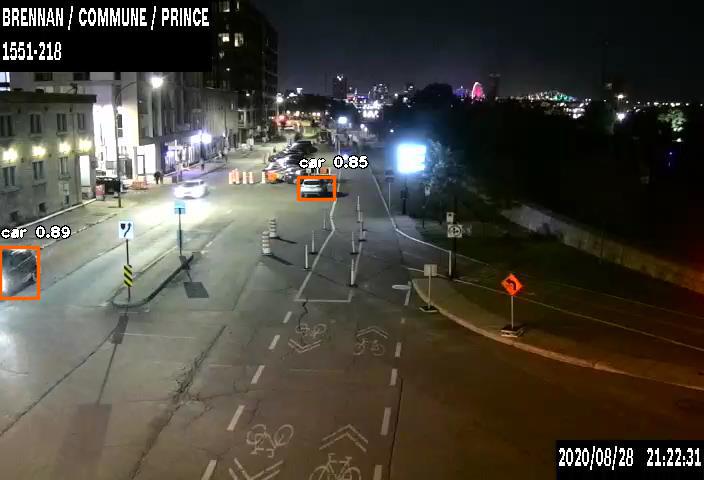 BRENNAN / COMMUNE / PRINCE
1551-218
car 0.85
car 0.89
2020/08/28 21:22:31